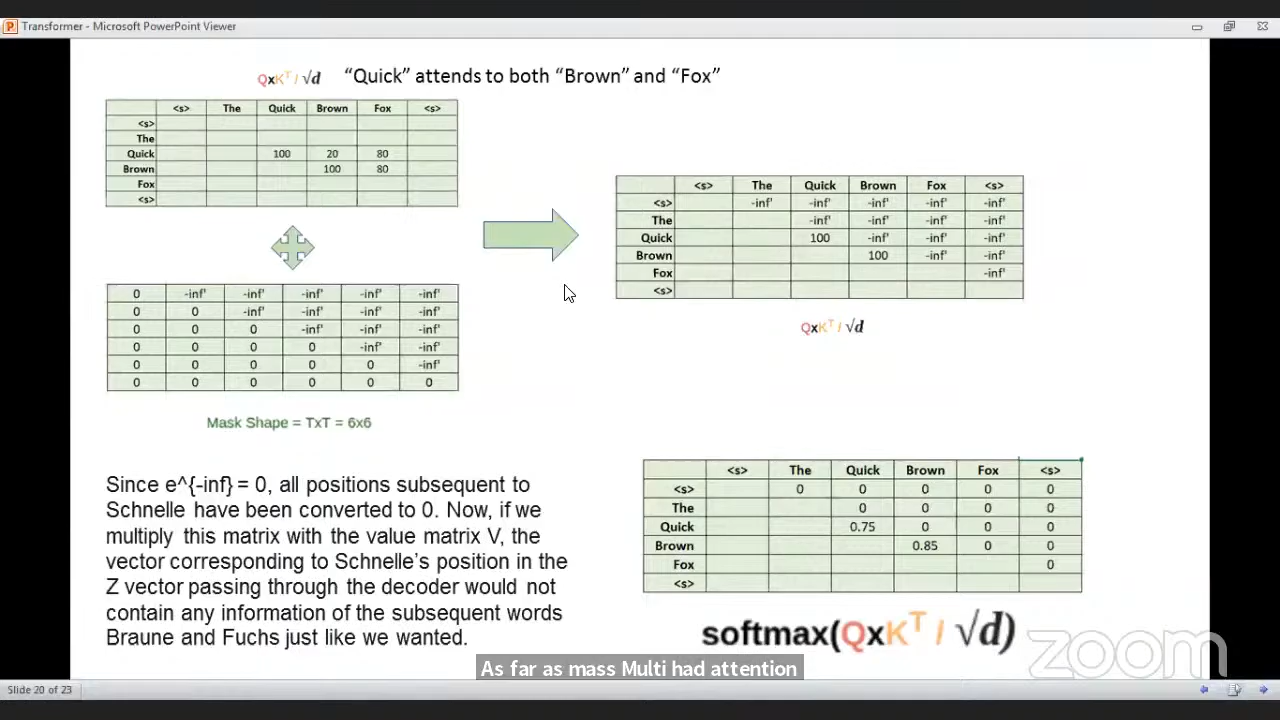 Transformer - Microsoft PowerPoint Viewer
QxKᵀ / √d “Quick” attends to both “Brown” and “Fox”
<s> The Quick Brown Fox <s>
<s>
The
Quick 100 20 80
Brown 100 80
Fox
<s>
<s> The Quick Brown Fox <s>
<s> -inf' -inf' -inf' -inf' -inf'
The -inf' -inf' -inf' -inf'
Quick 100 -inf' -inf' -inf'
Brown 100 -inf' -inf'
Fox -inf'
<s>
QxKᵀ / √d
0 -inf' -inf' -inf' -inf' -inf'
0 0 -inf' -inf' -inf' -inf'
0 0 0 -inf' -inf' -inf'
0 0 0 0 -inf' -inf'
0 0 0 0 0 -inf'
0 0 0 0 0 0
Mask Shape = TxT = 6x6
Since e^{-inf} = 0, all positions subsequent to
Schnelle have been converted to 0. Now, if we
multiply this matrix with the value matrix V, the
vector corresponding to Schnelle’s position in the
Z vector passing through the decoder would not
contain any information of the subsequent words
Braune and Fuchs just like we wanted.
<s> The Quick Brown Fox <s>
<s> 0 0 0 0 0
The 0 0 0 0
Quick 0.75 0 0 0
Brown 0.85 0 0
Fox 0
<s>
softmax(QxKᵀ / √d)
zoom
As far as mass Multi had attention
Slide 20 of 23